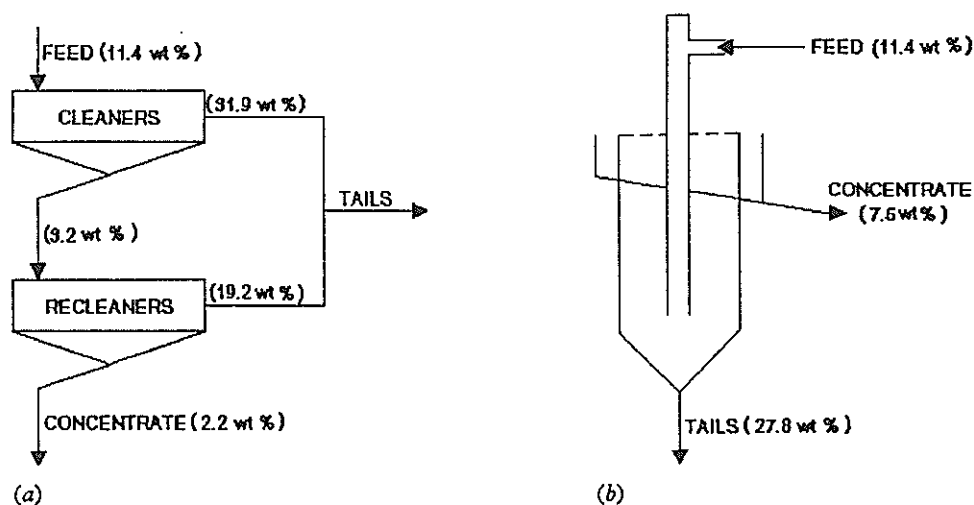 FEED (11.4 wt %)
CLEANERS
(31.9 wt %)
TAILS
(3.2 wt %)
RECLEANERS
(19.2 wt %)
CONCENTRATE (2.2 wt %)
(a)
FEED (11.4 wt %)
CONCENTRATE
(7.6 wt %)
TAILS (27.8 wt %)
(b)